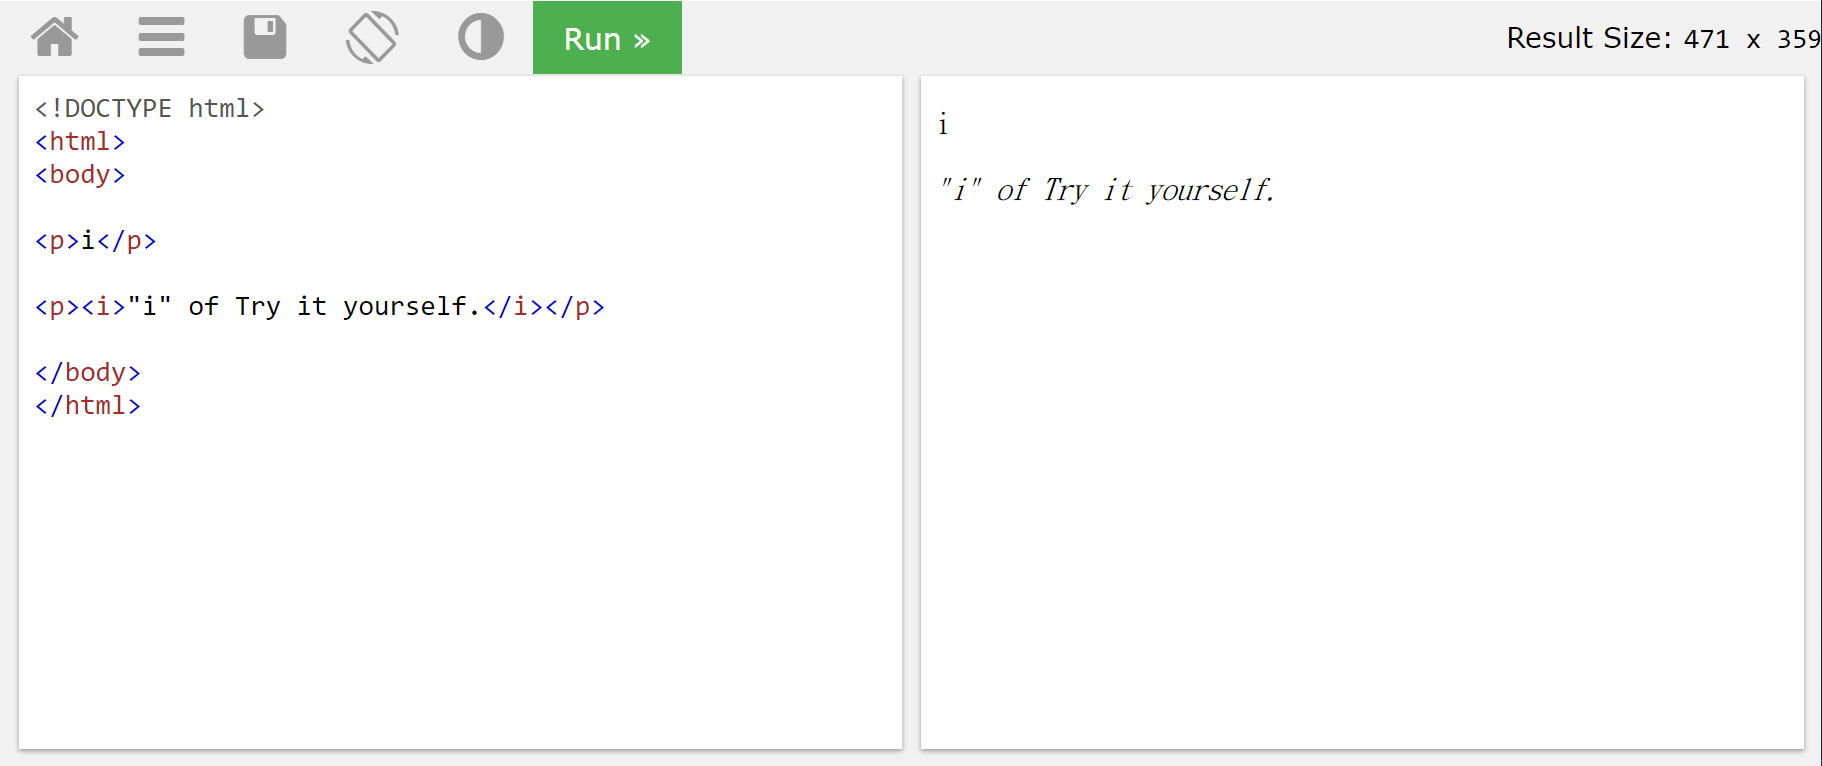 Run »
Result Size: 471 x 359
<!DOCTYPE html>
<html>
<body>
<p>i</p>
<p><i>"i" of Try it yourself.</i></p>
</body>
</html>
i
"i" of Try it yourself.